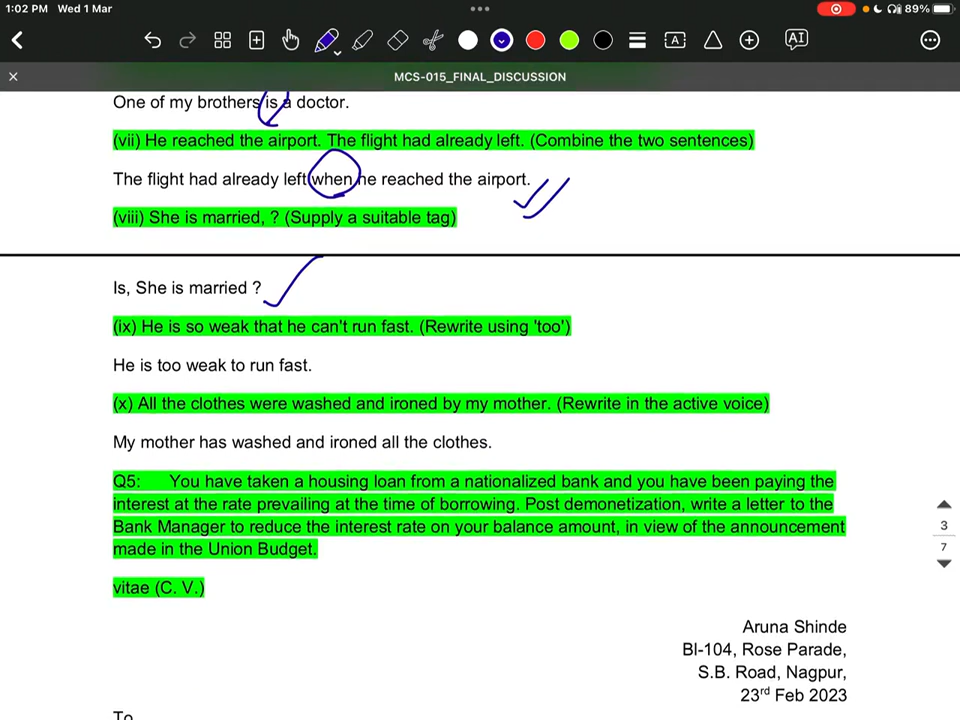 1:02 PM Wed 1 Mar
89%
A
AI
MCS-015_FINAL_DISCUSSION
One of my brothers is a doctor.
(vii) He reached the airport. The flight had already left. (Combine the two sentences)
The flight had already left when he reached the airport.
(viii) She is married, ? (Supply a suitable tag)
Is, She is married ?
(ix) He is so weak that he can't run fast. (Rewrite using 'too')
He is too weak to run fast.
(x) All the clothes were washed and ironed by my mother. (Rewrite in the active voice)
My mother has washed and ironed all the clothes.
Q5: You have taken a housing loan from a nationalized bank and you have been paying the
interest at the rate prevailing at the time of borrowing. Post demonetization, write a letter to the
Bank Manager to reduce the interest rate on your balance amount, in view of the announcement
made in the Union Budget.
3
7
vitae (C. V.)
Aruna Shinde
BI-104, Rose Parade,
S.B. Road, Nagpur,
23rd Feb 2023
To